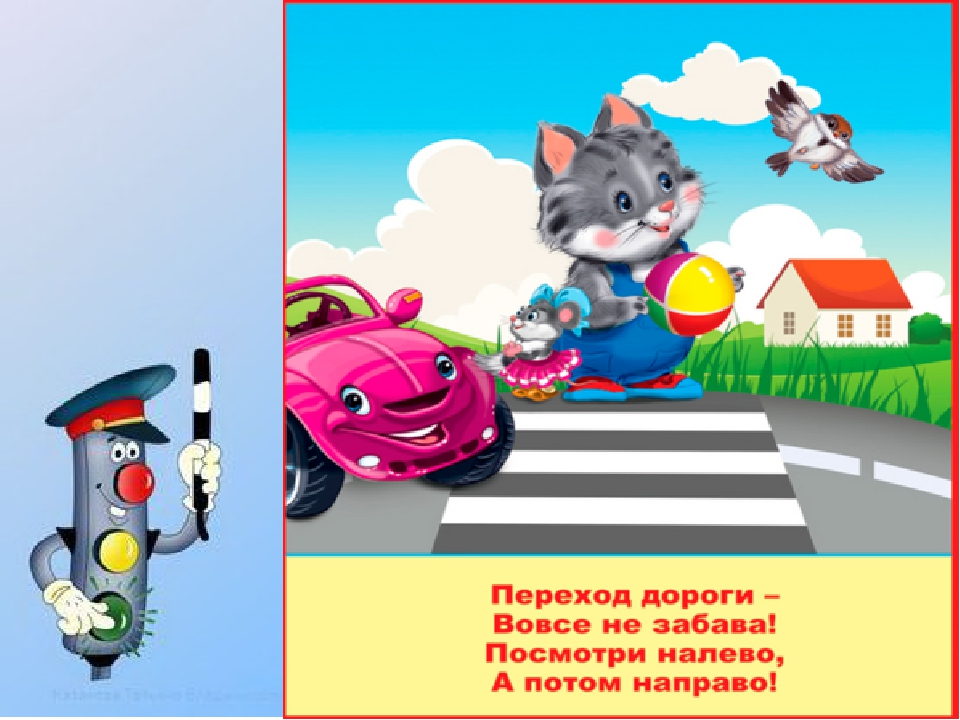 Переход дороги –
Вовсе не забава!
Посмотри налево,
А потом направо!